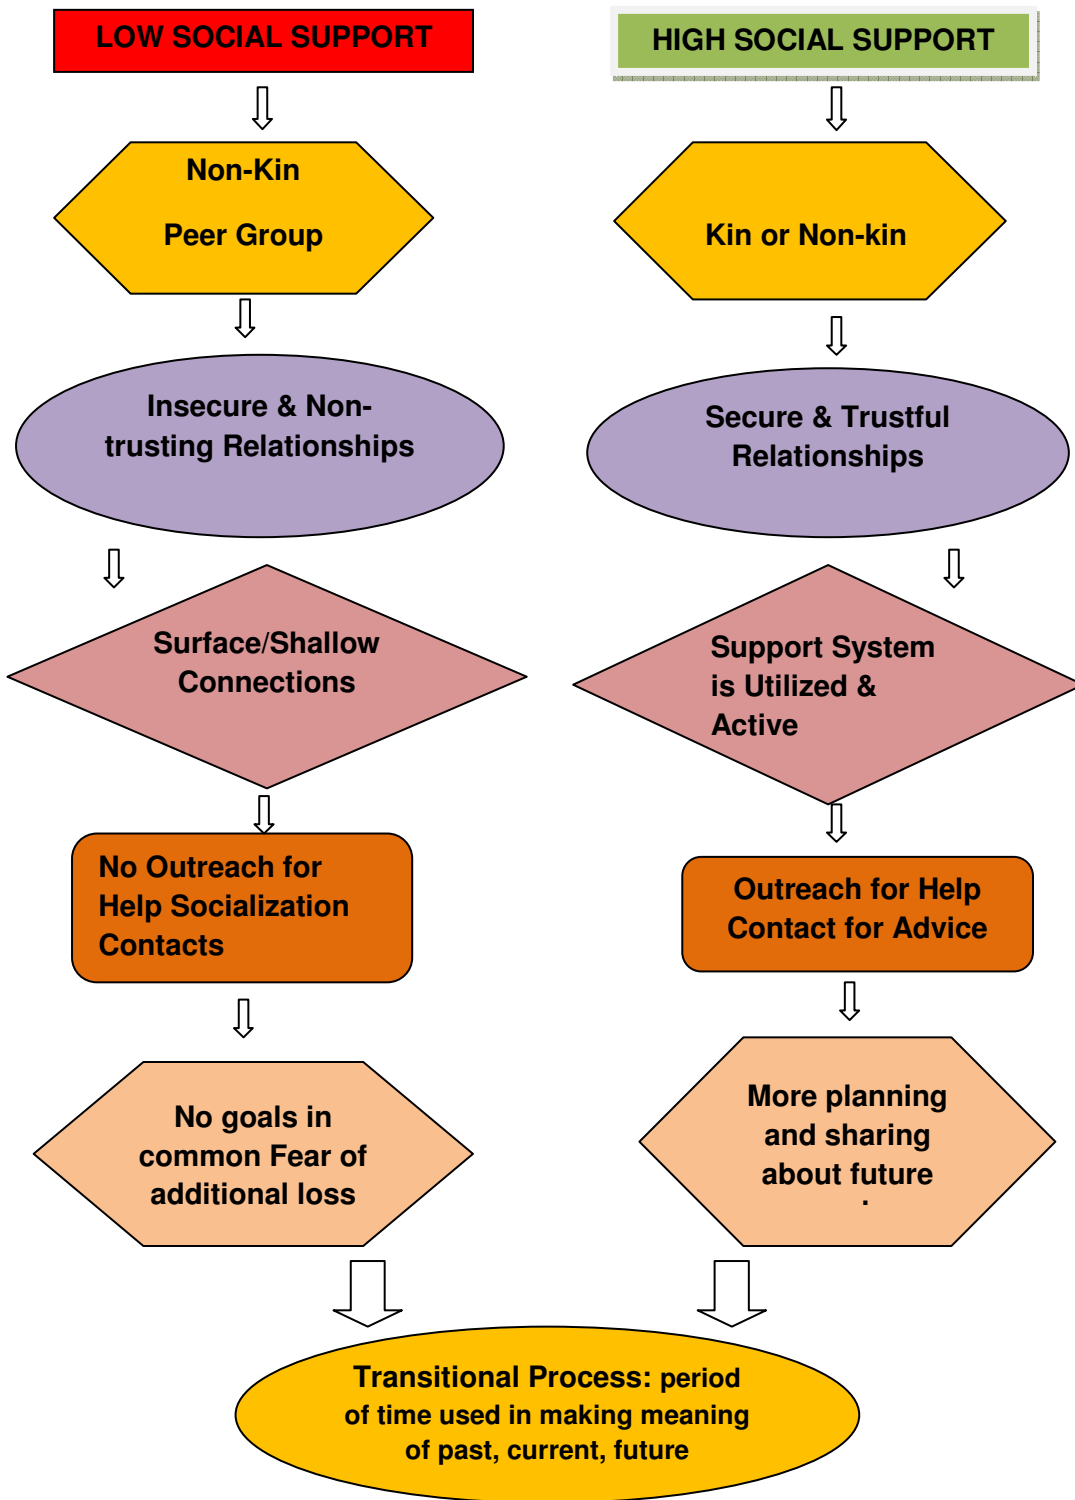 LOW SOCIAL SUPPORT
HIGH SOCIAL SUPPORT
Non-Kin
Peer Group
Kin or Non-kin
Insecure & Non-
trusting Relationships
Secure & Trustful
Relationships
Surface/Shallow
Connections
Support System
is Utilized &
Active
No Outreach for
Help Socialization
Contacts
Outreach for Help
Contact for Advice
No goals in
common Fear of
additional loss
More planning
and sharing
about future
.
Transitional Process: period
of time used in making meaning
of past, current, future